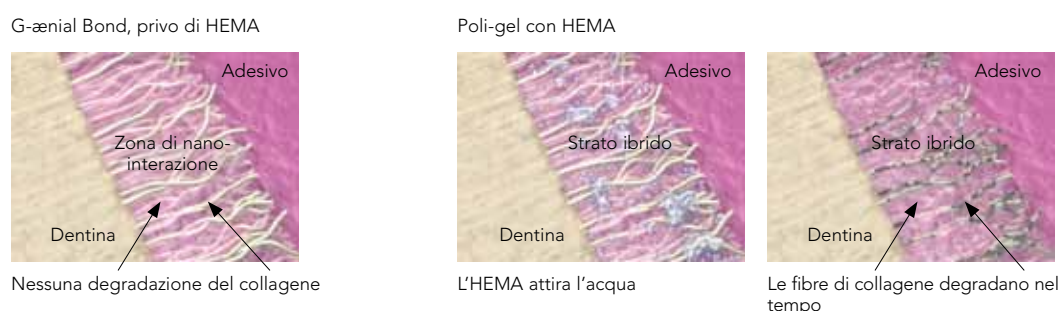 G-ænial Bond, privo di HEMA
Adesivo
Zona di nano-
interazione
Dentina
Nessuna degradazione del collagene
Poli-gel con HEMA
Adesivo
Strato ibrido
Dentina
L'HEMA attira l'acqua
Adesivo
Strato ibrido
Dentina
Le fibre di collagene degradano nel
tempo